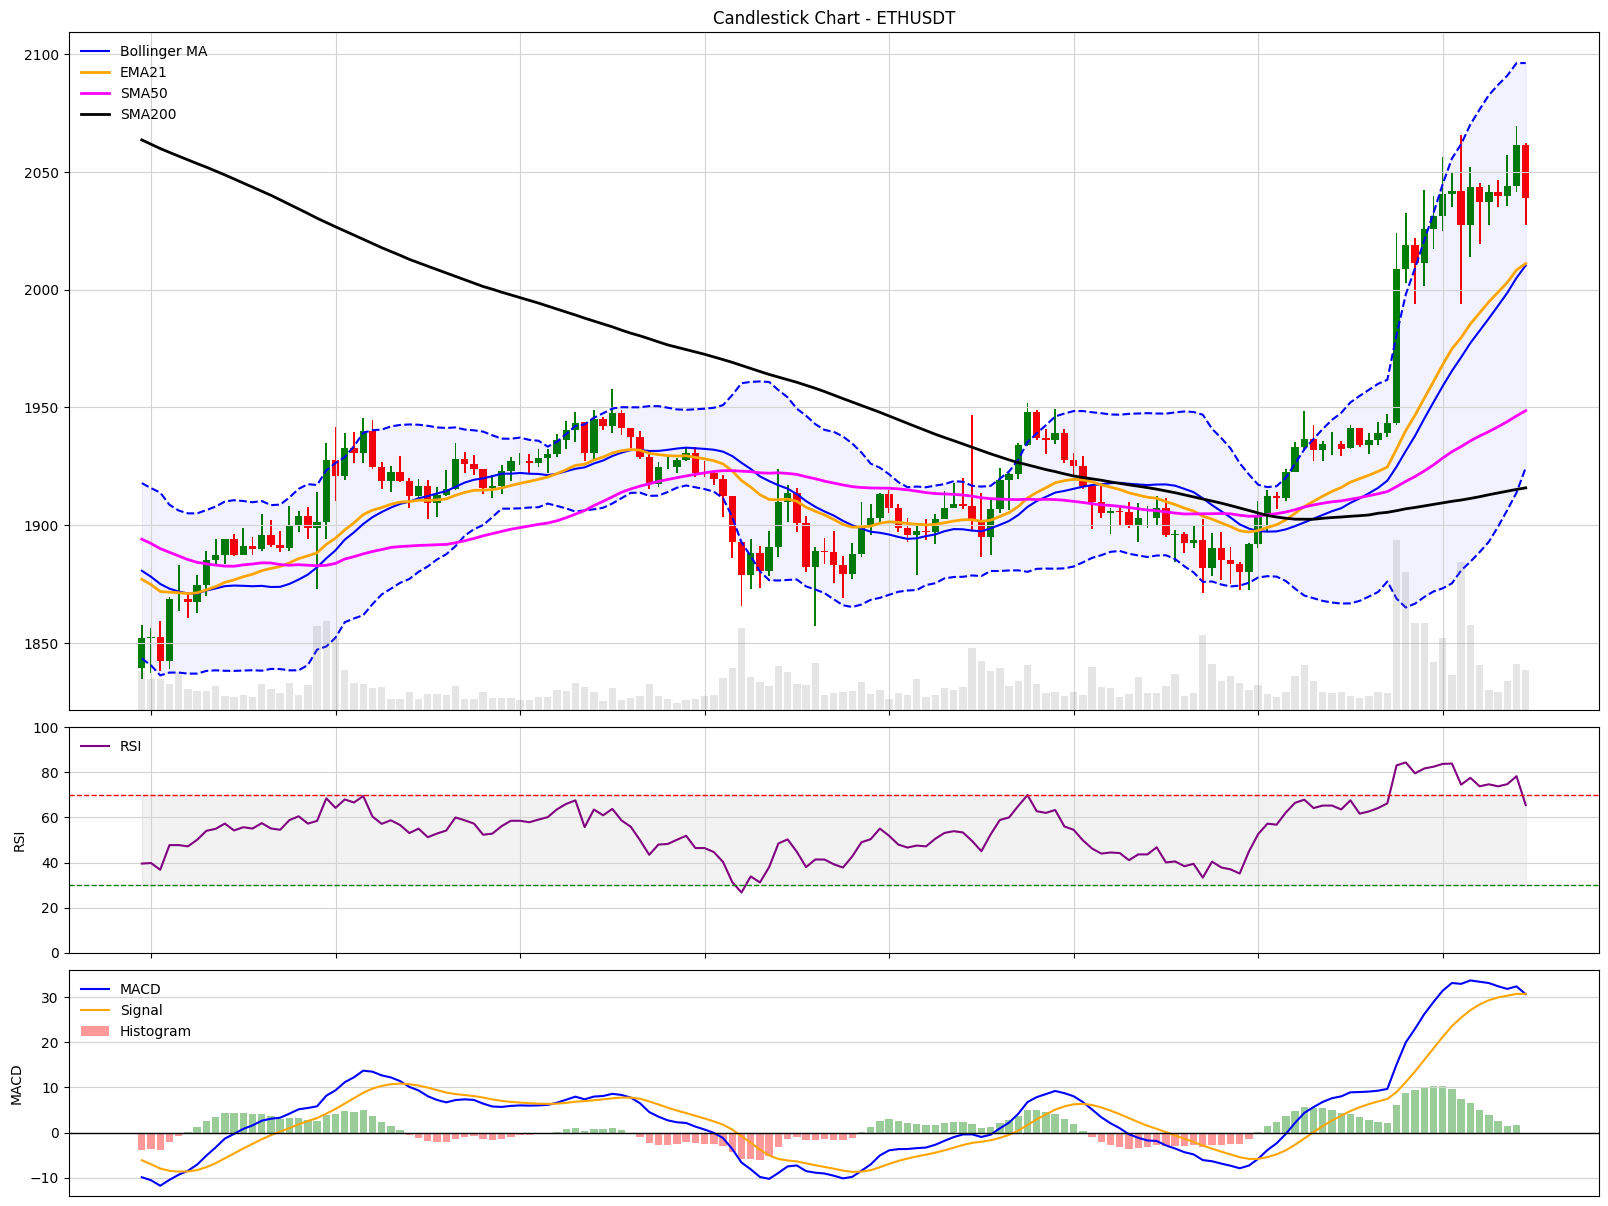 Candlestick Chart - ETHUSDT
Bollinger MA
EMA21
SMA50
SMA200
2100
2050
2000
1950
1900
1850
RSI
RSI
100
80
60
40
20
0
MACD
Signal
Histogram
MACD
30
20
10
0
−10